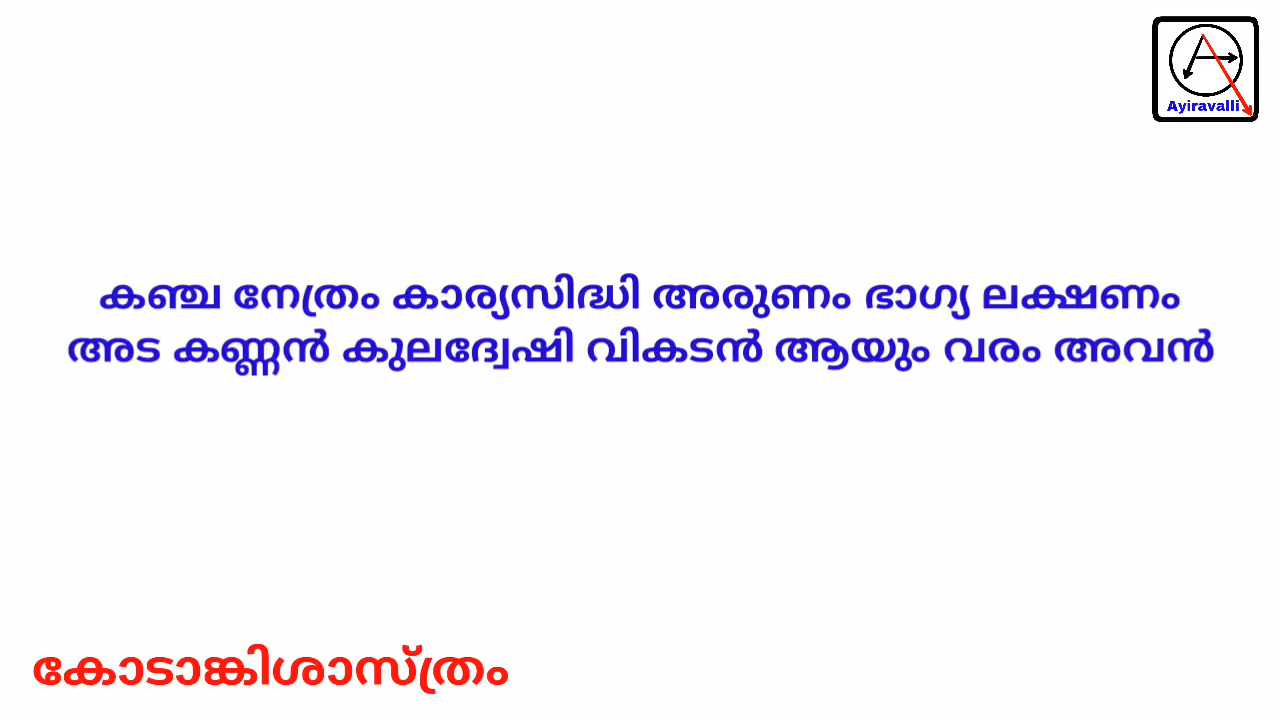 Ayiravalli
കഞ്ച നേത്രം കാര്യസിദ്ധി അരുണം ഭാഗ്യ ലക്ഷണം
അട കണ്ണൻ കുലദ്വേഷി വികടൻ ആയും വരം അവൻ
കോടാങ്കിശാസ്ത്രം